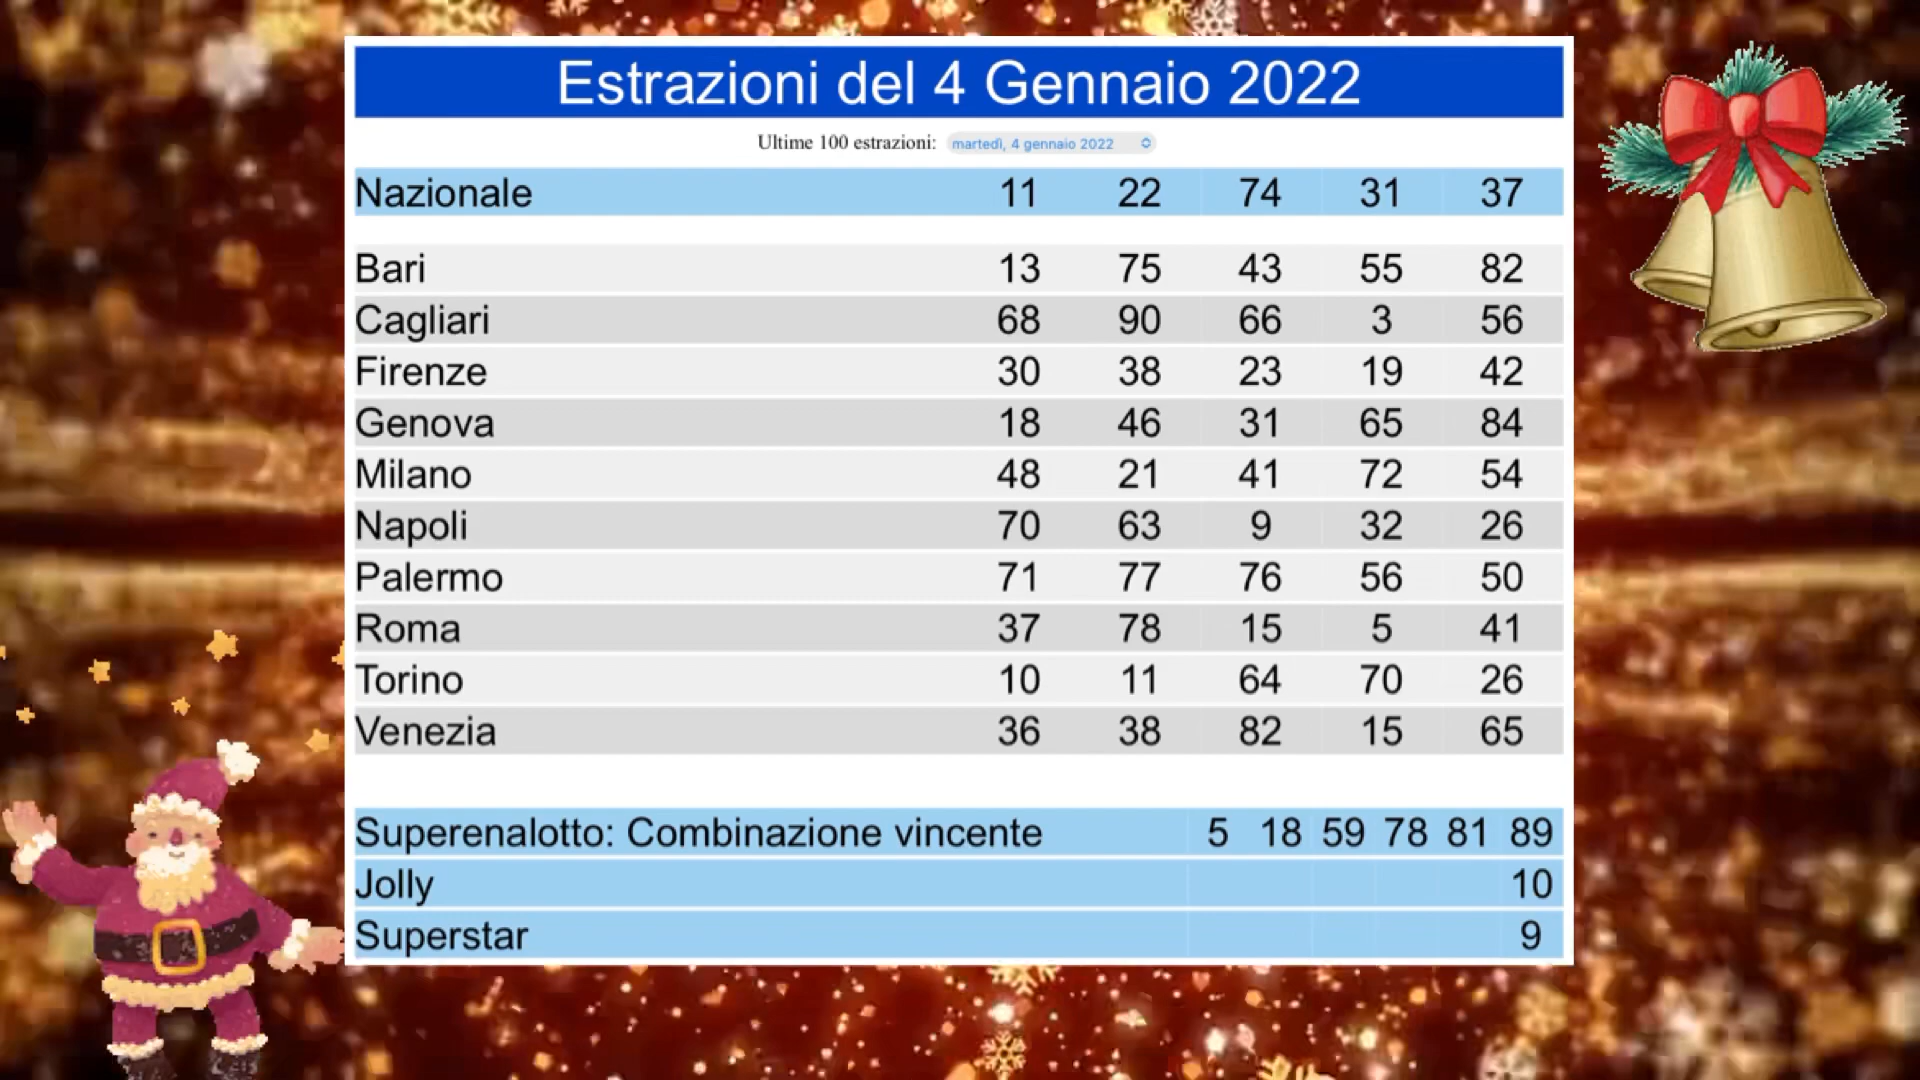 Estrazioni del 4 Gennaio 2022
Ultime 100 estrazioni: martedì, 4 gennaio 2022
Nazionale 11 22 74 31 37
Bari 13 75 43 55 82
Cagliari 68 90 66 3 56
Firenze 30 38 23 19 42
Genova 18 46 31 65 84
Milano 48 21 41 72 54
Napoli 70 63 9 32 26
Palermo 71 77 76 56 50
Roma 37 78 15 5 41
Torino 10 11 64 70 26
Venezia 36 38 82 15 65
Superenalotto: Combinazione vincente 5 18 59 78 81 89
Jolly 10
Superstar 9